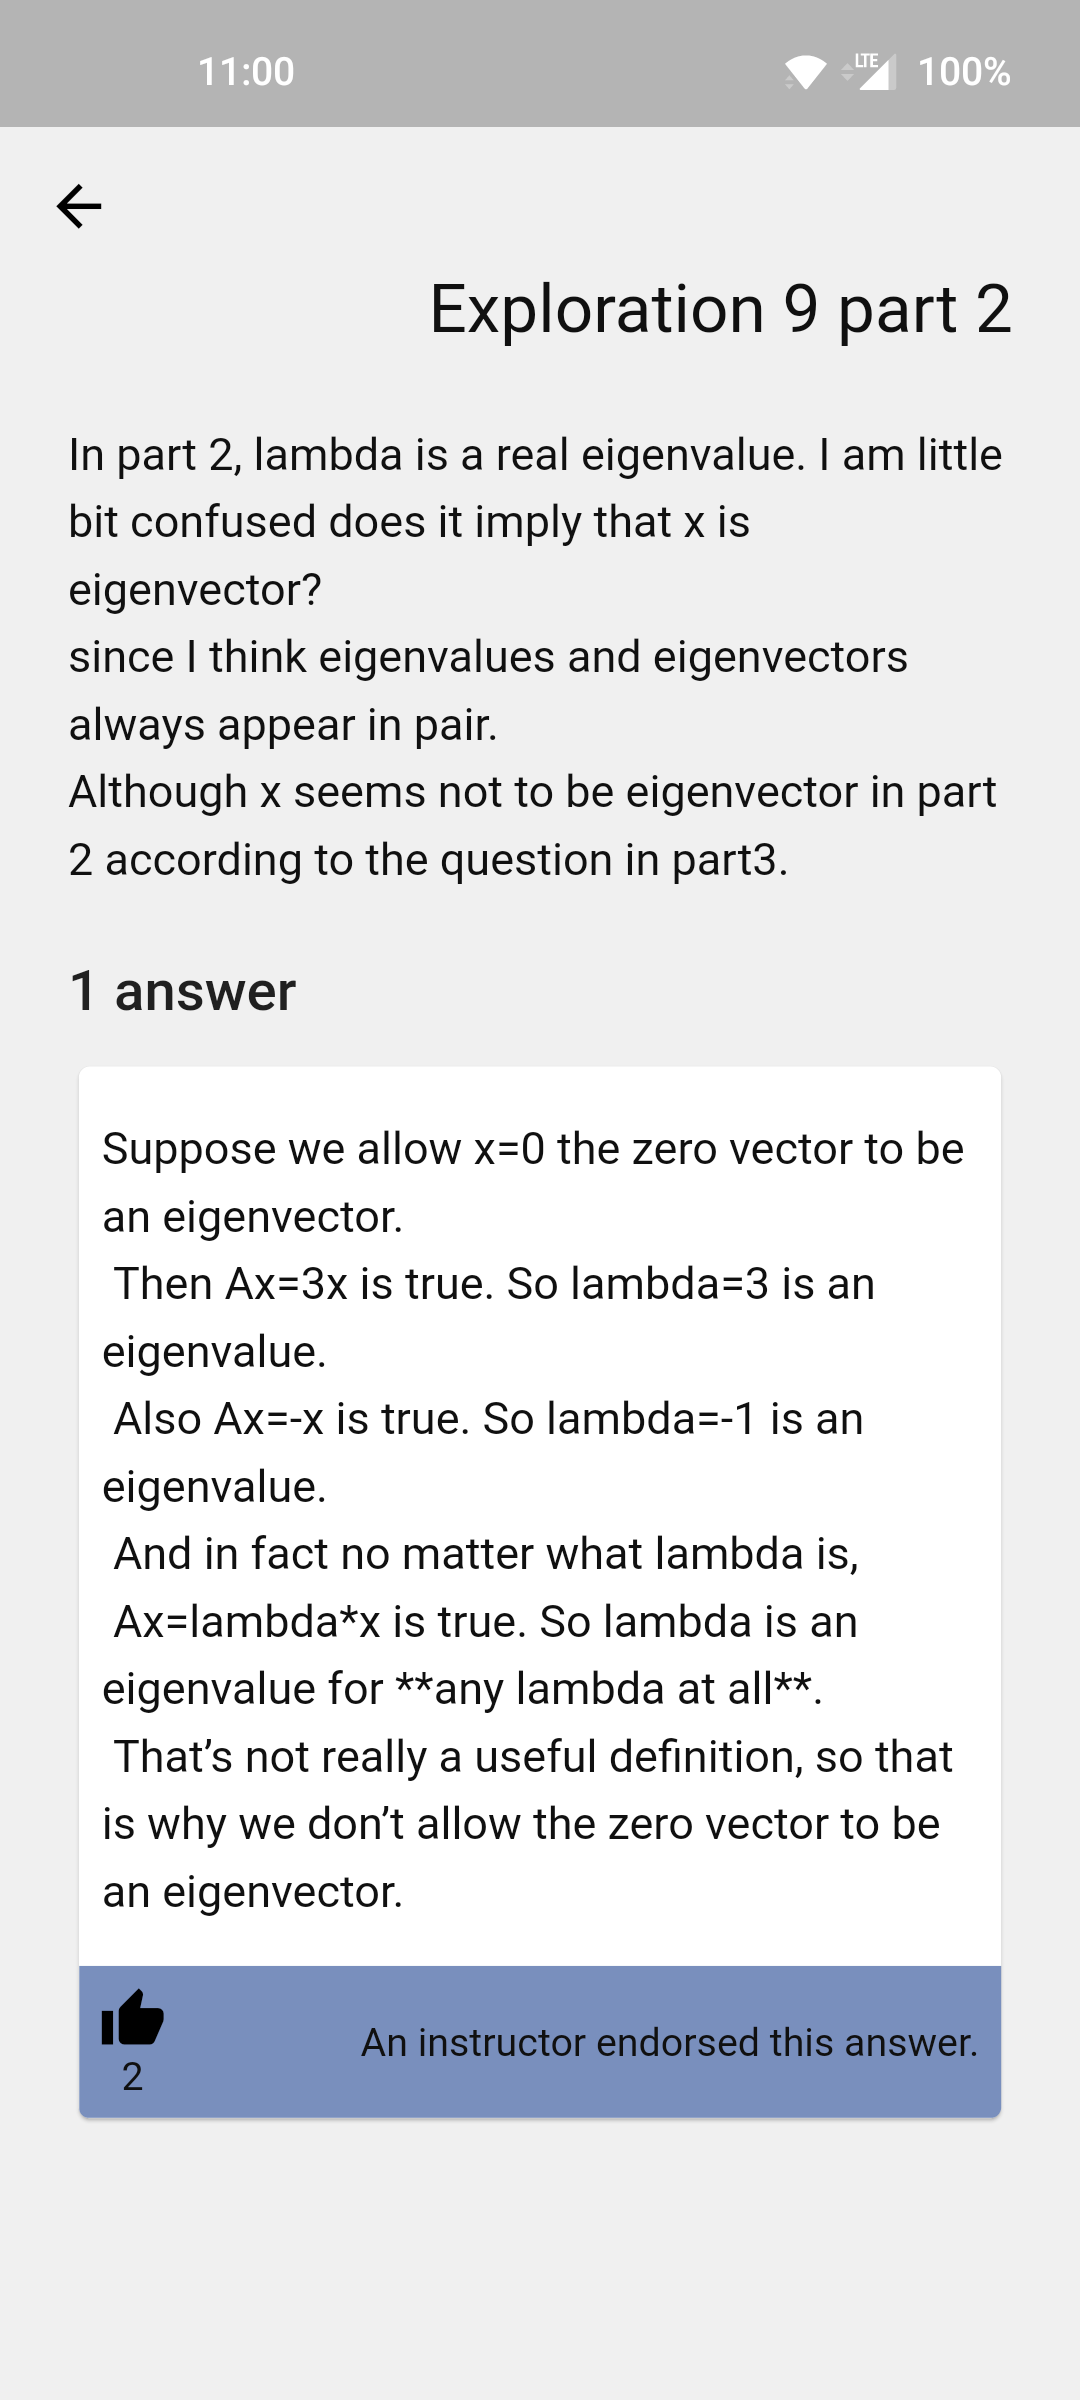 11:00
LTE 100%
Exploration 9 part 2
In part 2, lambda is a real eigenvalue. I am little
bit confused does it imply that x is
eigenvector?
since I think eigenvalues and eigenvectors
always appear in pair.
Although x seems not to be eigenvector in part
2 according to the question in part3.
1 answer
Suppose we allow x=0 the zero vector to be
an eigenvector.
Then Ax=3x is true. So lambda=3 is an
eigenvalue.
Also Ax=-x is true. So lambda=-1 is an
eigenvalue.
And in fact no matter what lambda is,
Ax=lambda*x is true. So lambda is an
eigenvalue for **any lambda at all**.
That’s not really a useful definition, so that
is why we don’t allow the zero vector to be
an eigenvector.
2
An instructor endorsed this answer.